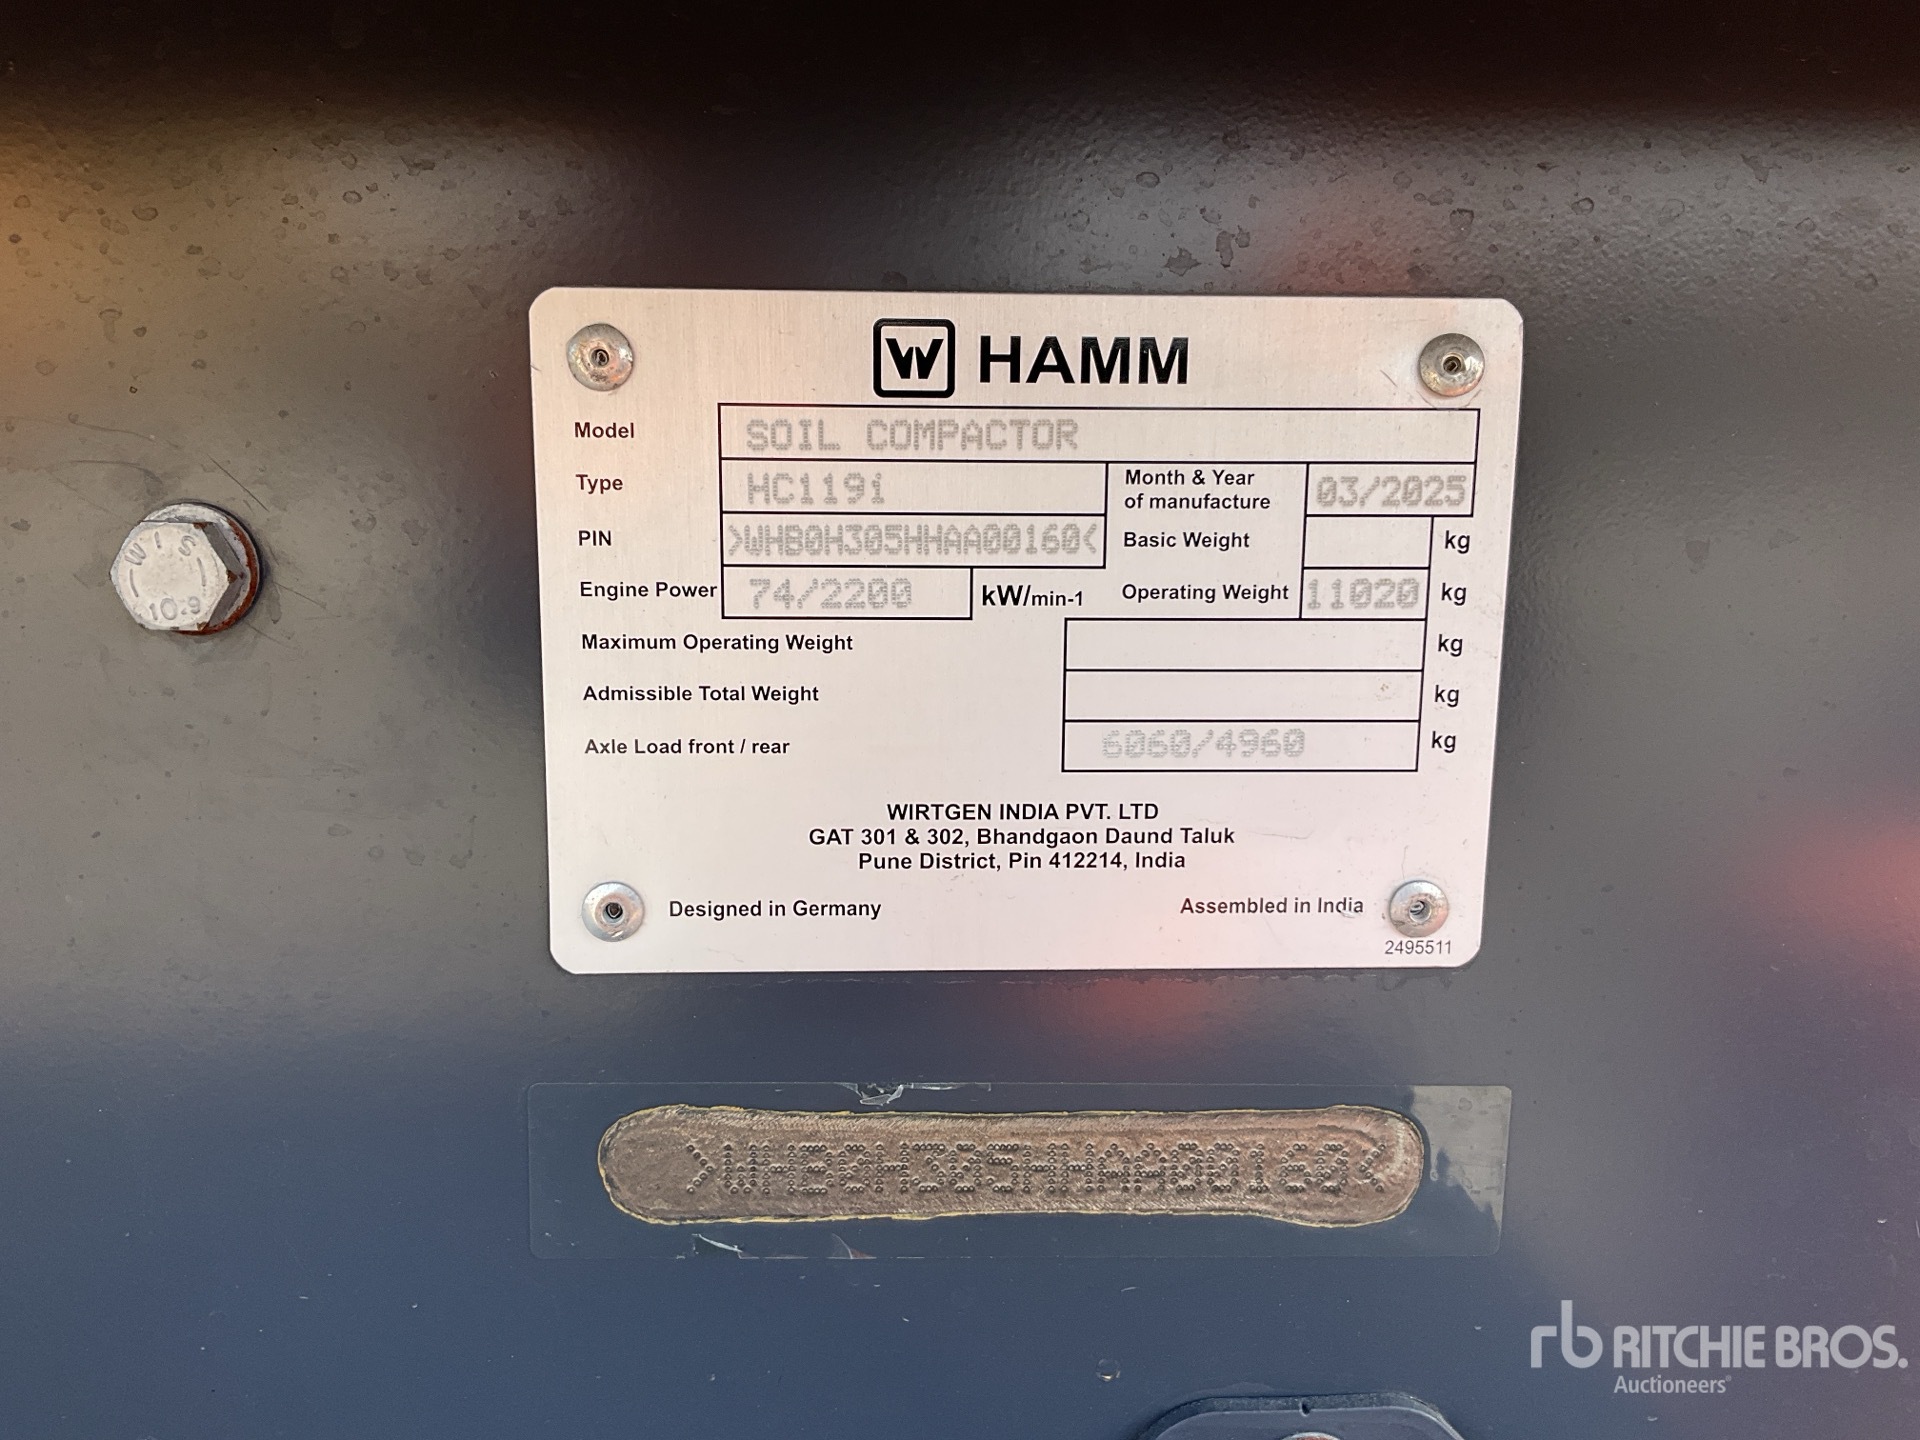 W HAMM
Model SOIL COMPACTOR
Type HC119i Month & Year of manufacture 03/2025
PIN >WHB0H305HHAA00160< Basic Weight kg
Engine Power 74/2200 kW/min-1 Operating Weight 11020 kg
Maximum Operating Weight kg
Admissible Total Weight kg
Axle Load front / rear 6060/4960 kg
WIRTGEN INDIA PVT. LTD
GAT 301 & 302, Bhandgaon Daund Taluk
Pune District, Pin 412214, India
Designed in Germany Assembled in India
2495511
WIS
10.9
>WHB0H305HHAA00160<
rb RITCHIE BROS.
Auctioneers